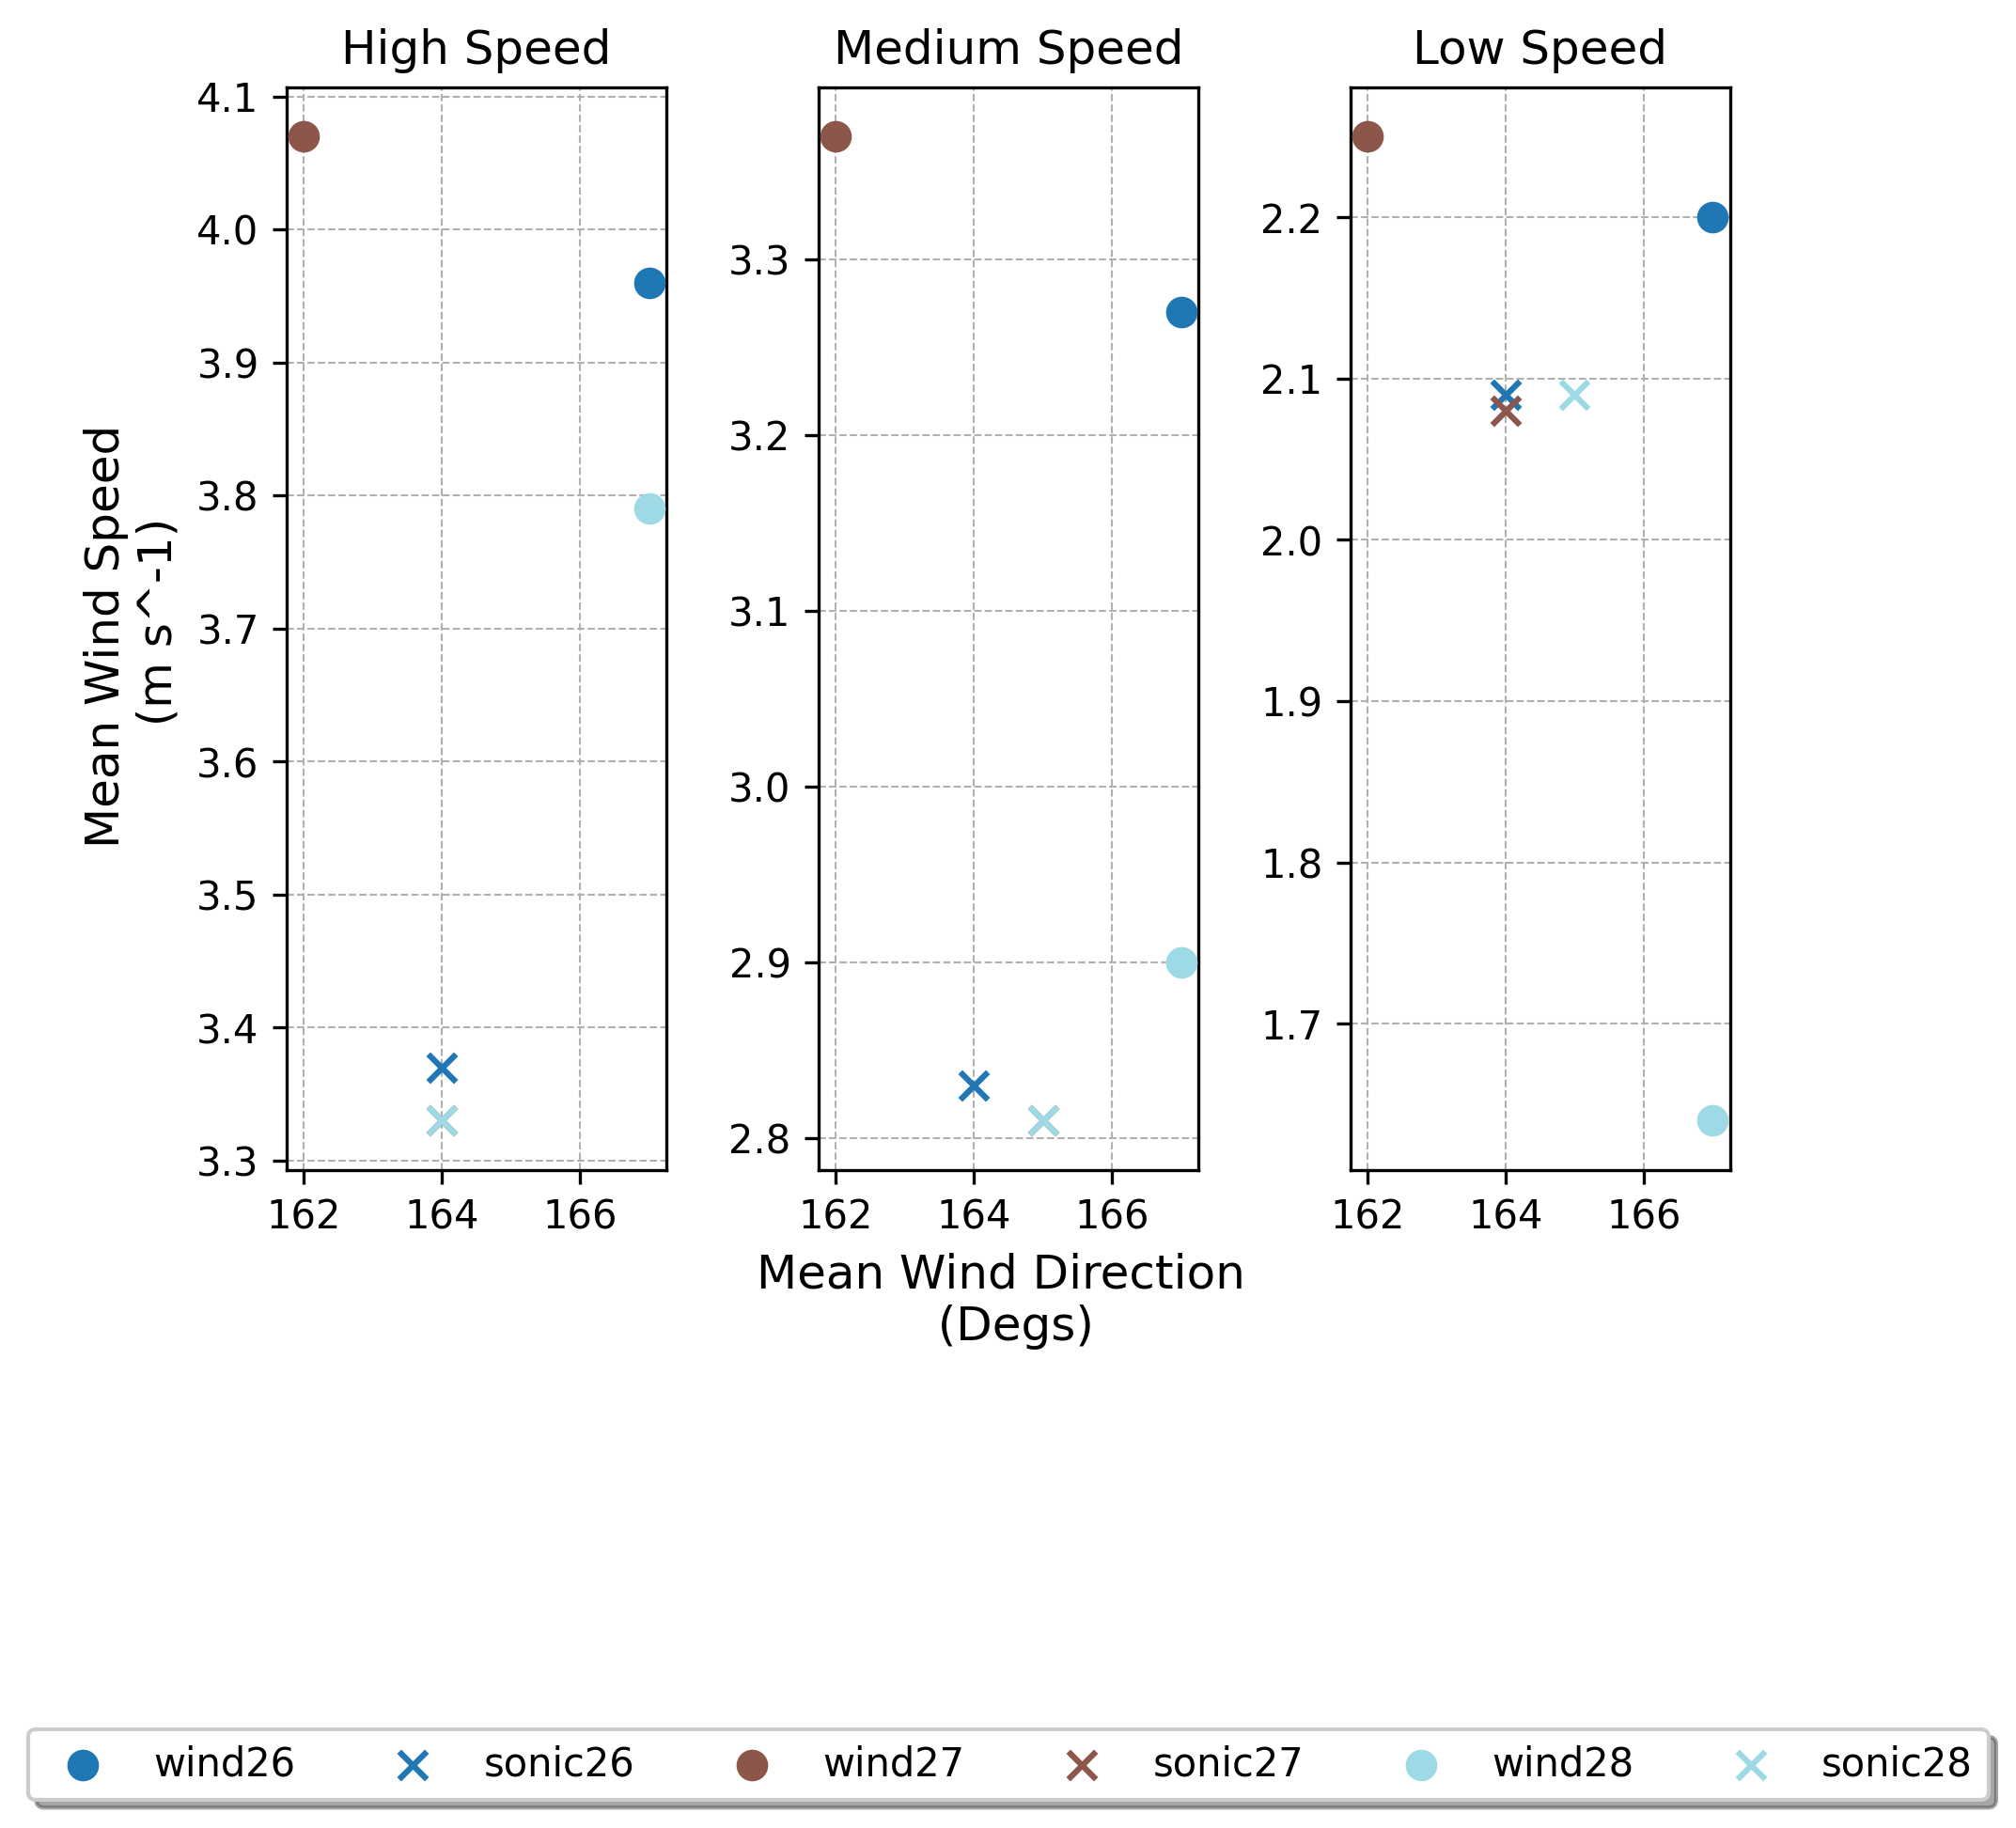 High Speed
Medium Speed
Low Speed
Mean Wind Speed
(m s^-1)
4.1
4.0
3.9
3.8
3.7
3.6
3.5
3.4
3.3
162 164 166
3.3
3.2
3.1
3.0
2.9
2.8
162 164 166
2.2
2.1
2.0
1.9
1.8
1.7
162 164 166
Mean Wind Direction
(Degs)
wind26 sonic26 wind27 sonic27 wind28 sonic28